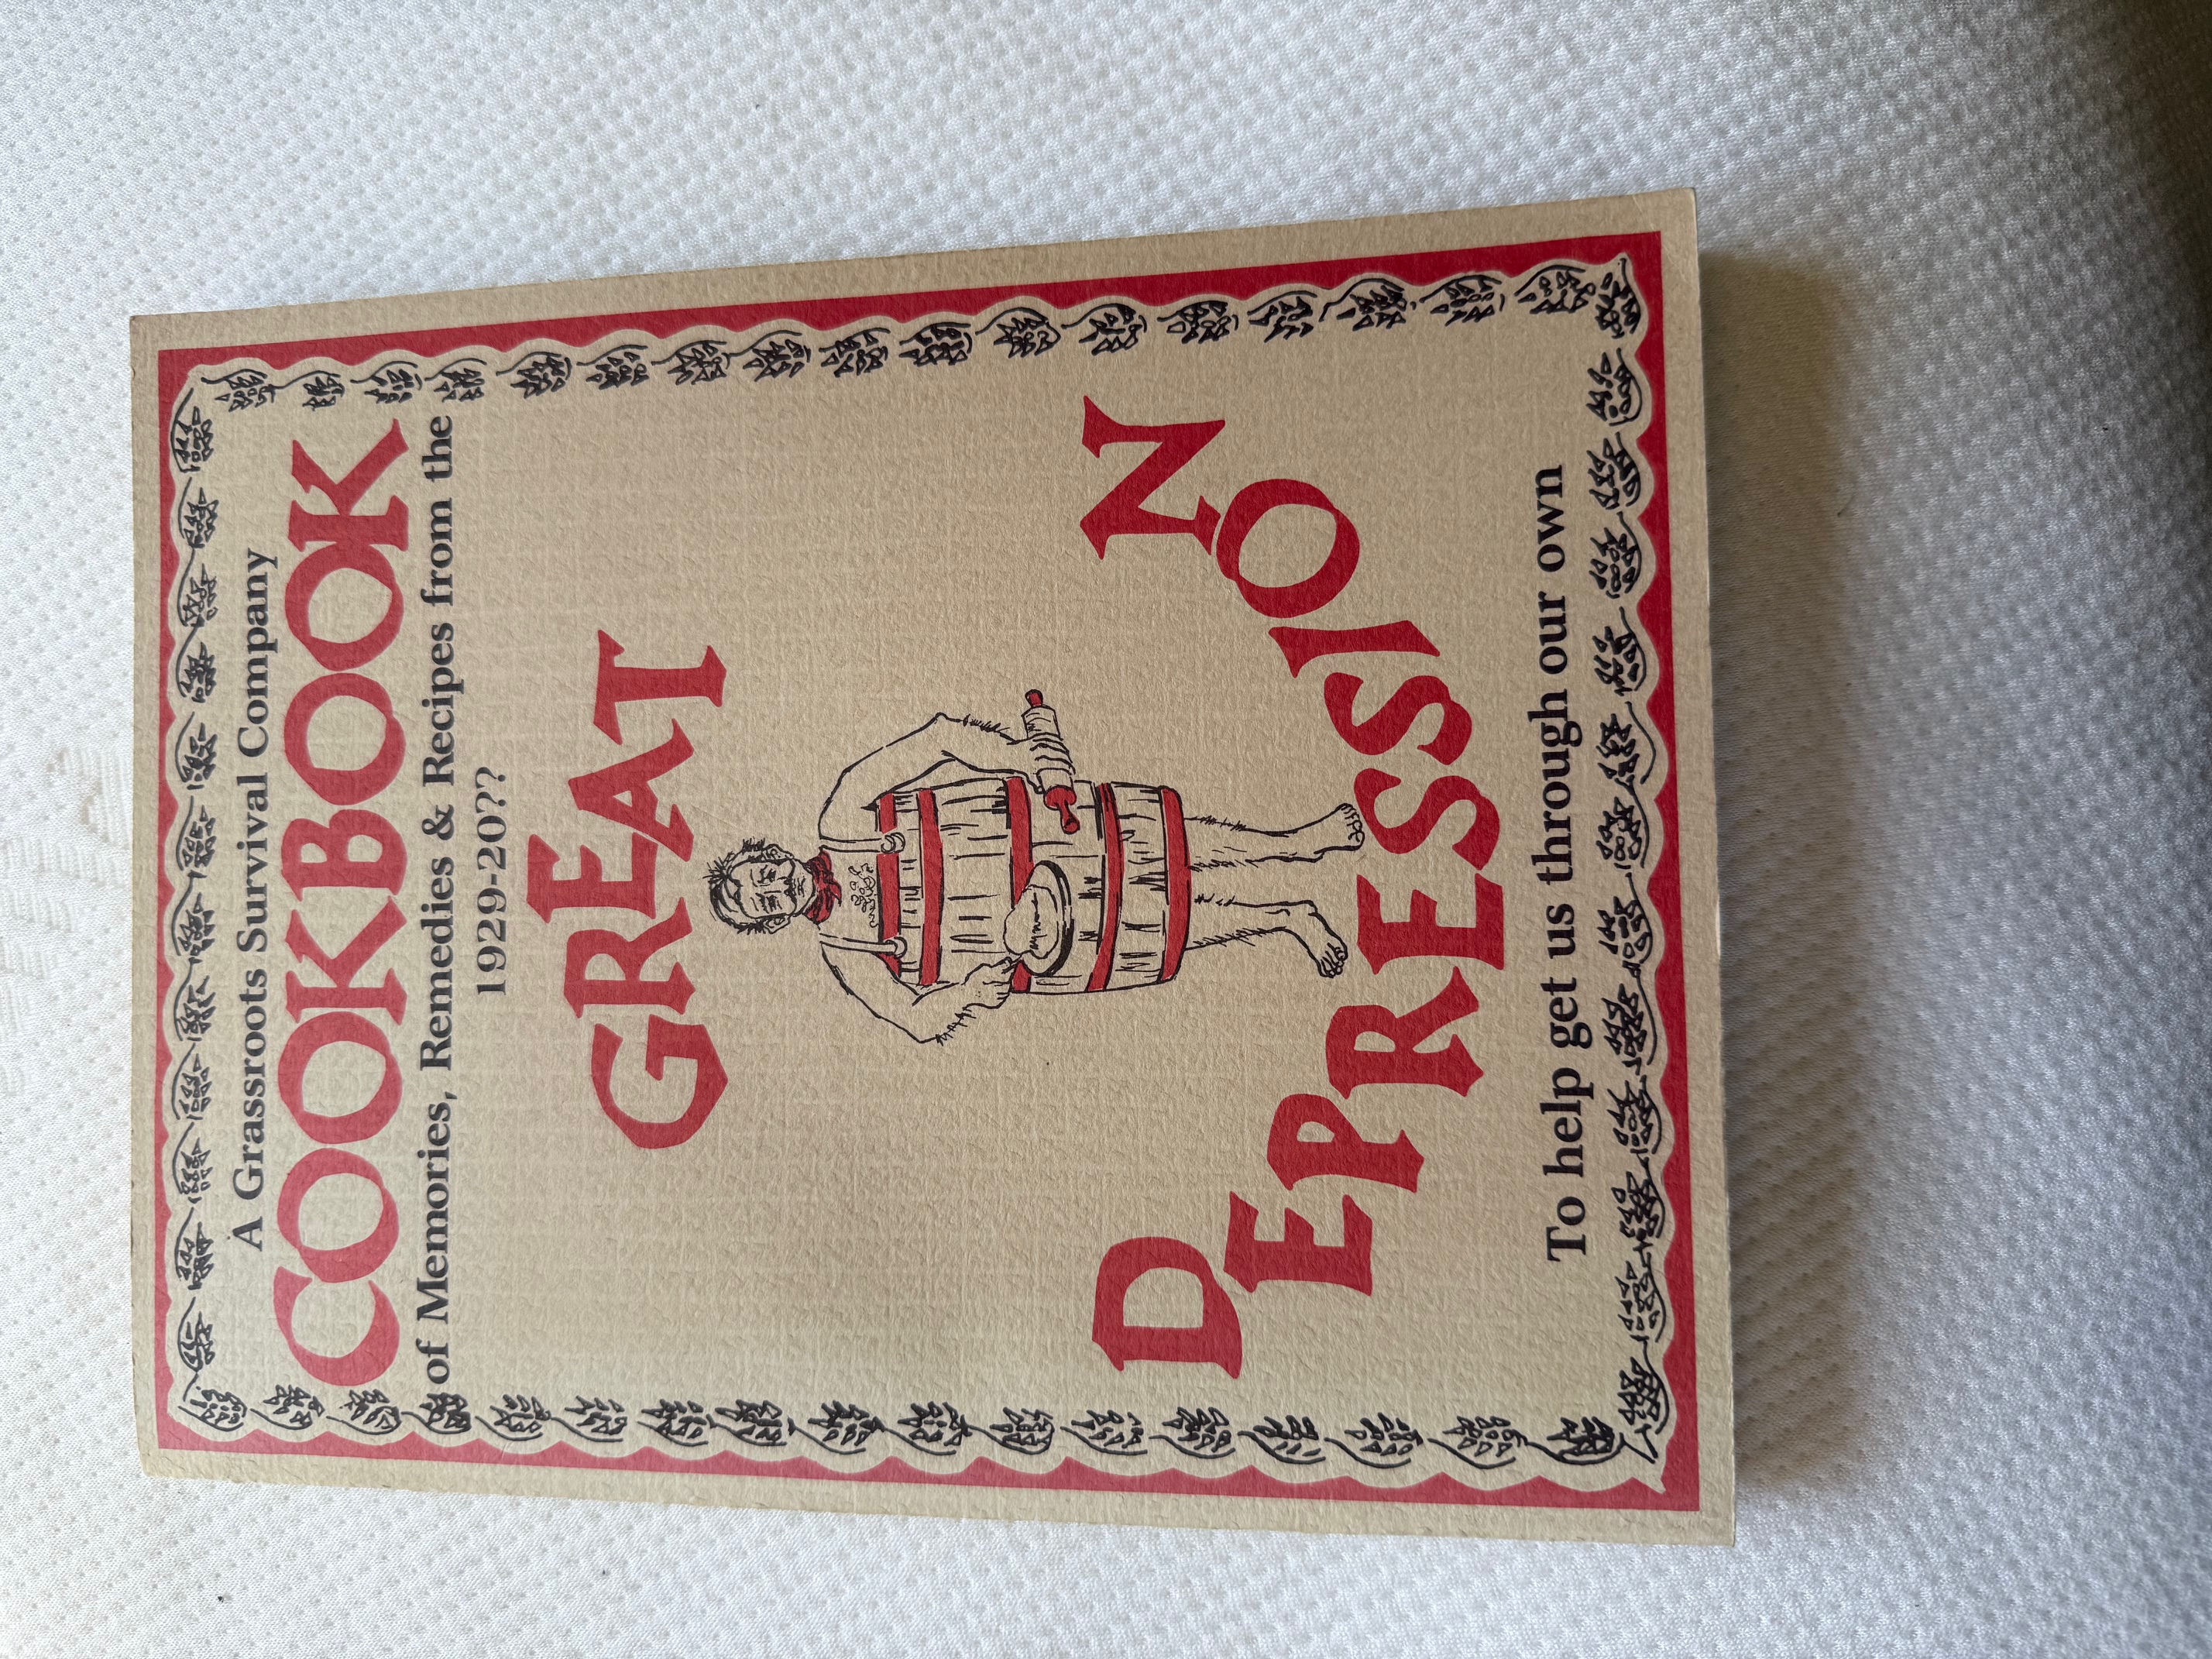 A Grassroots Survival Company
COOKBOOK
of Memories, Remedies & Recipes from the
1929-20??
GREAT
DEPRESSION
To help get us through our own